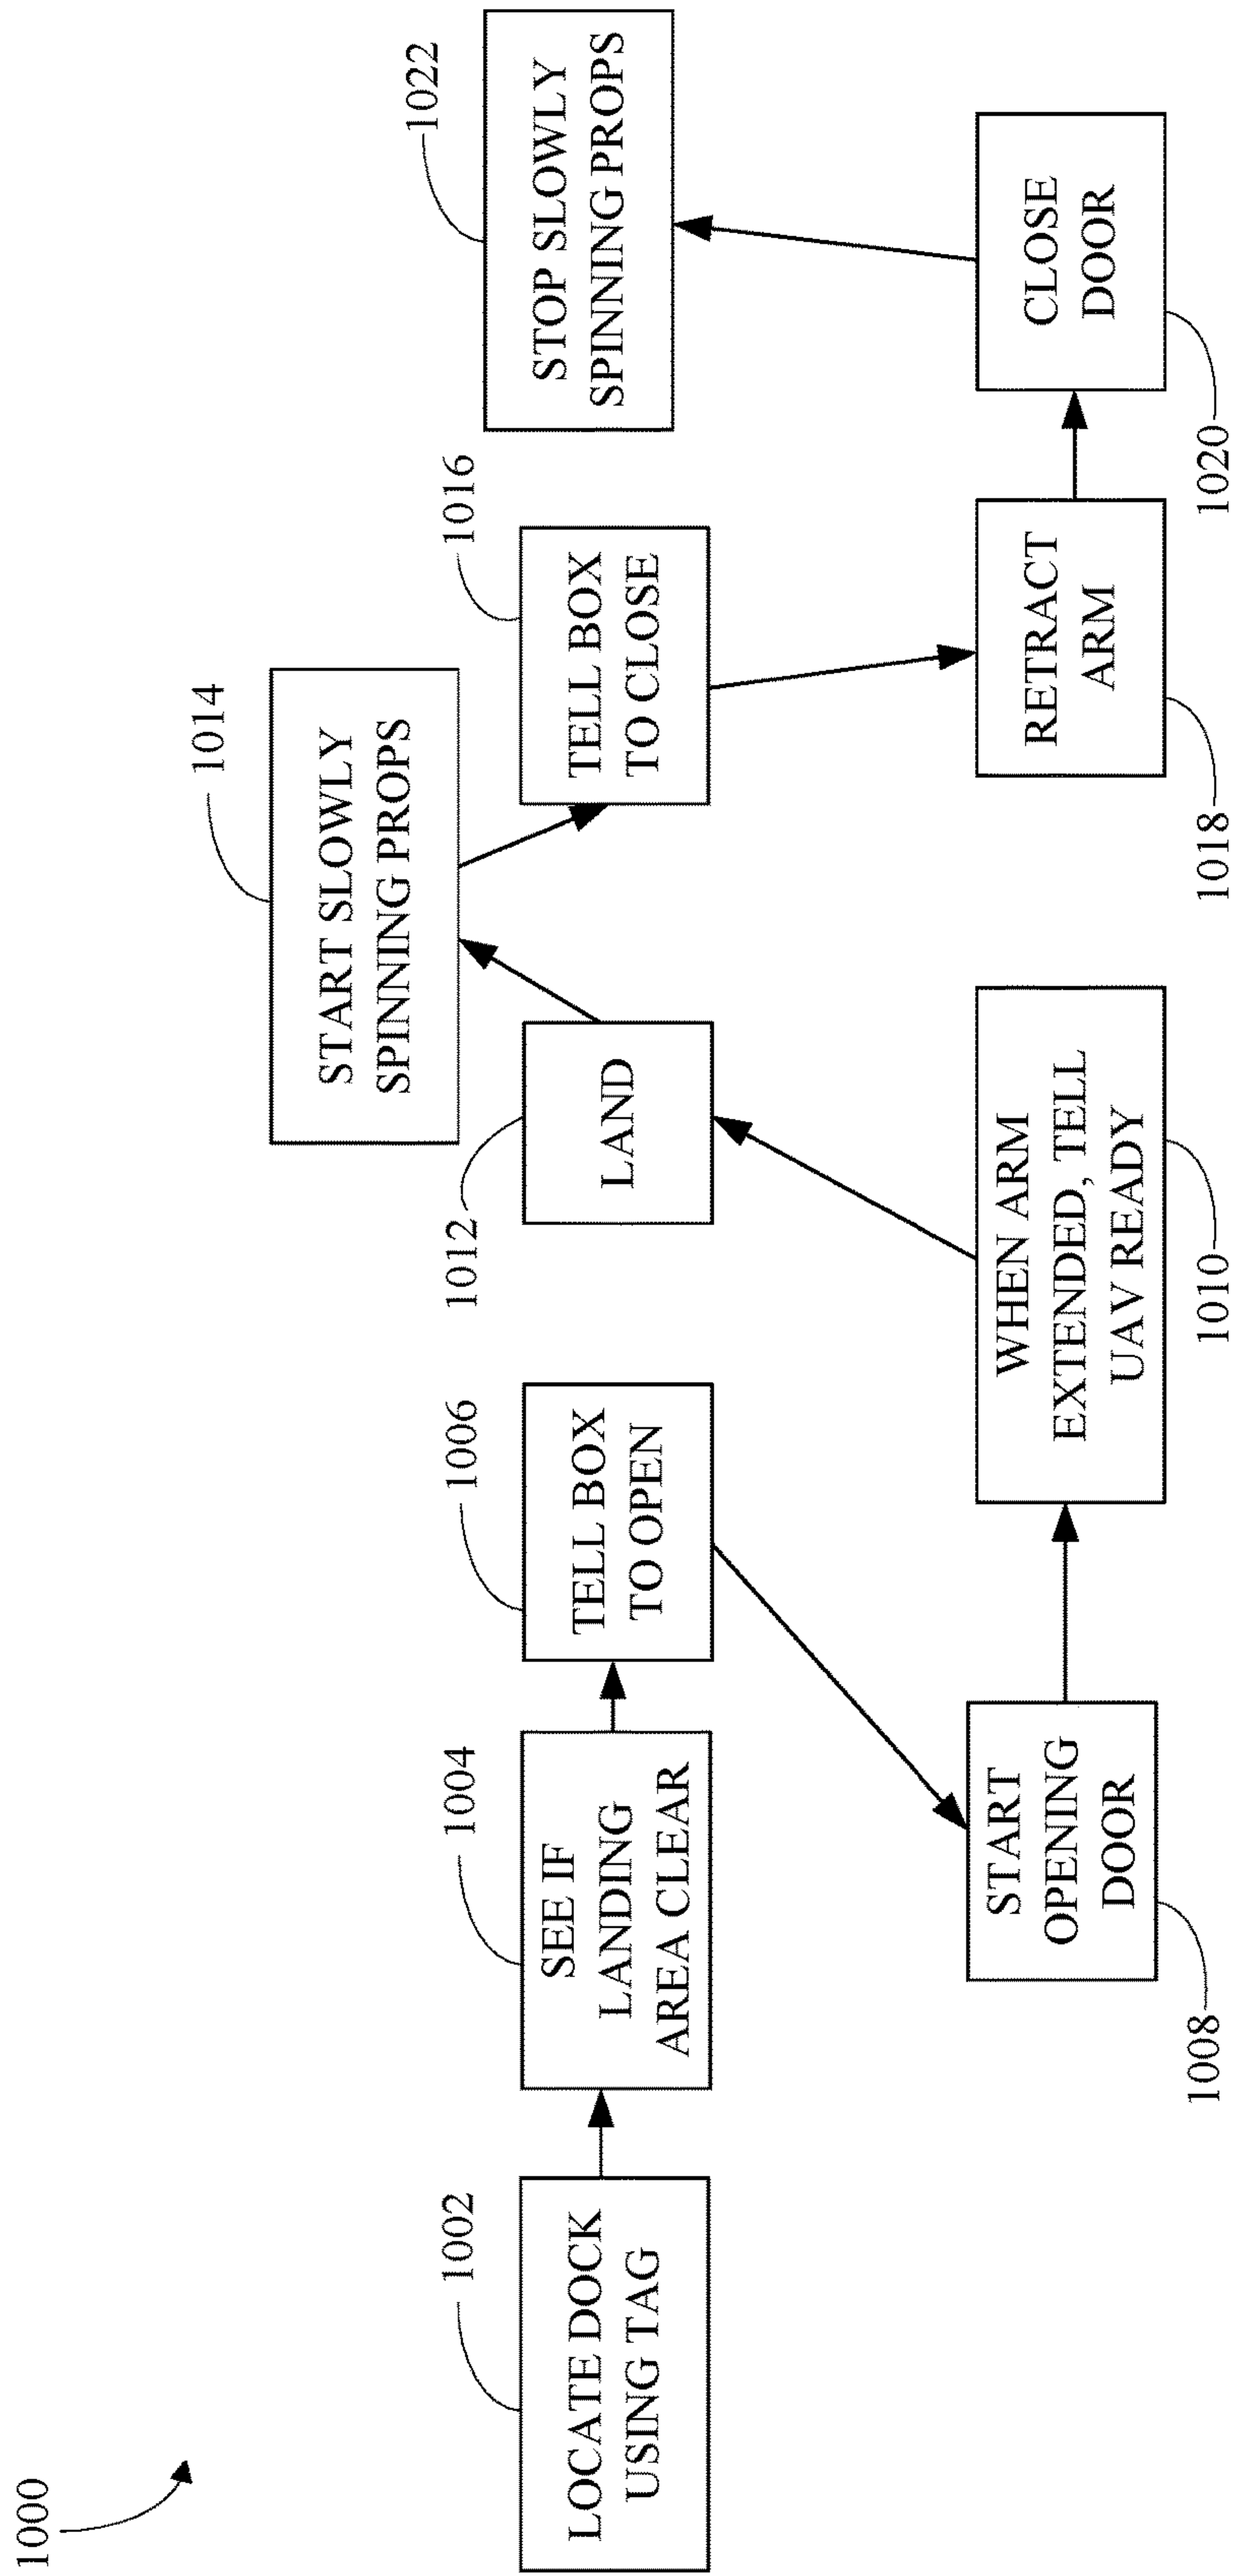 1000
1002
LOCATE DOCK
USING TAG
1004
SEE IF
LANDING
AREA CLEAR
1006
TELL BOX
TO OPEN
1008
START
OPENING
DOOR
1010
WHEN ARM
EXTENDED, TELL
UAV READY
1012
LAND
1014
START SLOWLY
SPINNING PROPS
1016
TELL BOX
TO CLOSE
1018
RETRACT
ARM
1020
CLOSE
DOOR
1022
STOP SLOWLY
SPINNING PROPS